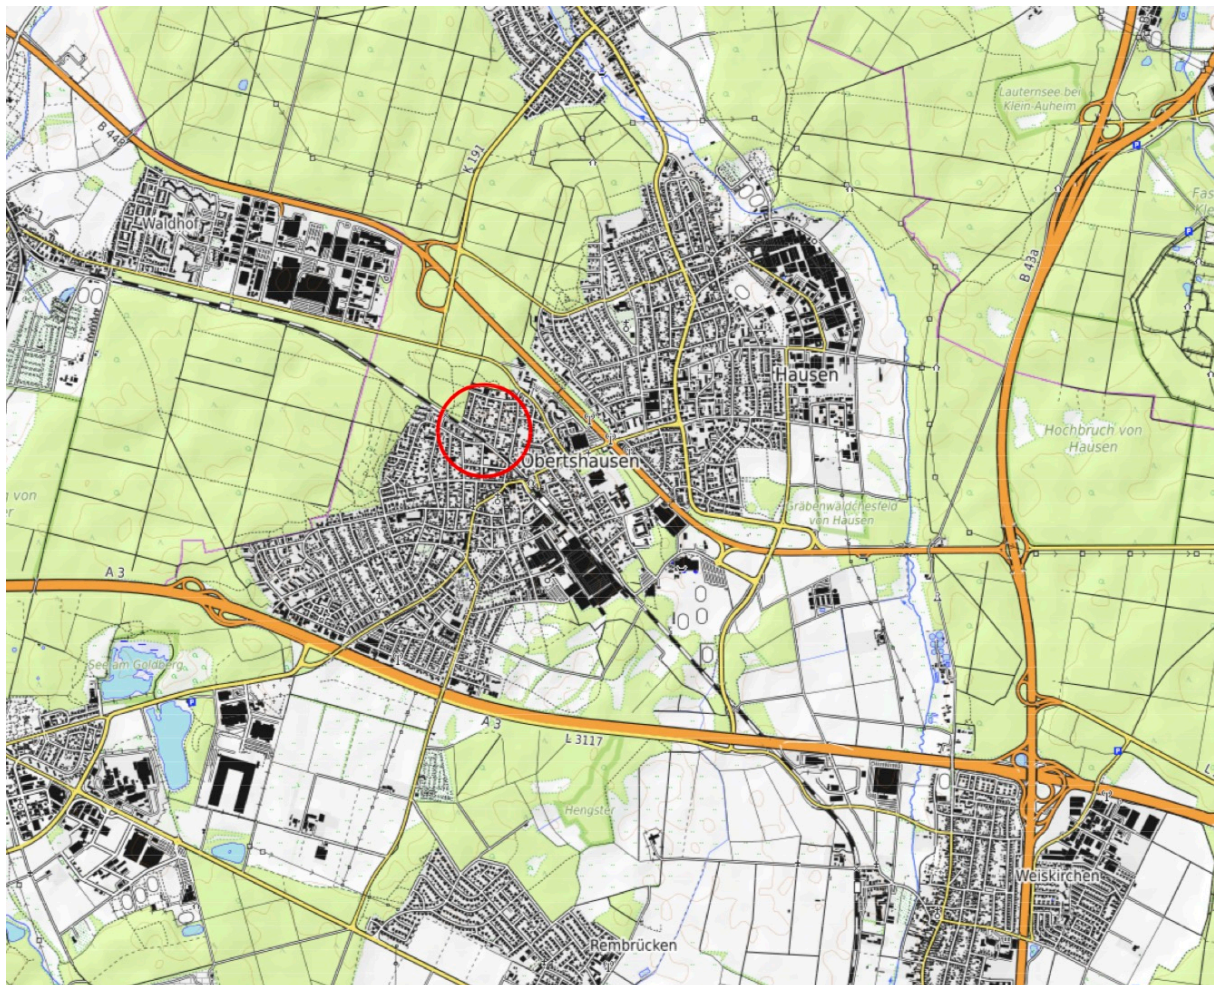 Lauternsee bei
Klein-Auheim
B 448
K 191
Waldhof
B 43a
Hausen
Hochbruch von
Hausen
Obertshausen
Gräbenwäldchesfeld
von Hausen
A 3
See am Goldberg
A 3
L 3117
Hengster
Weiskirchen
Rembrücken